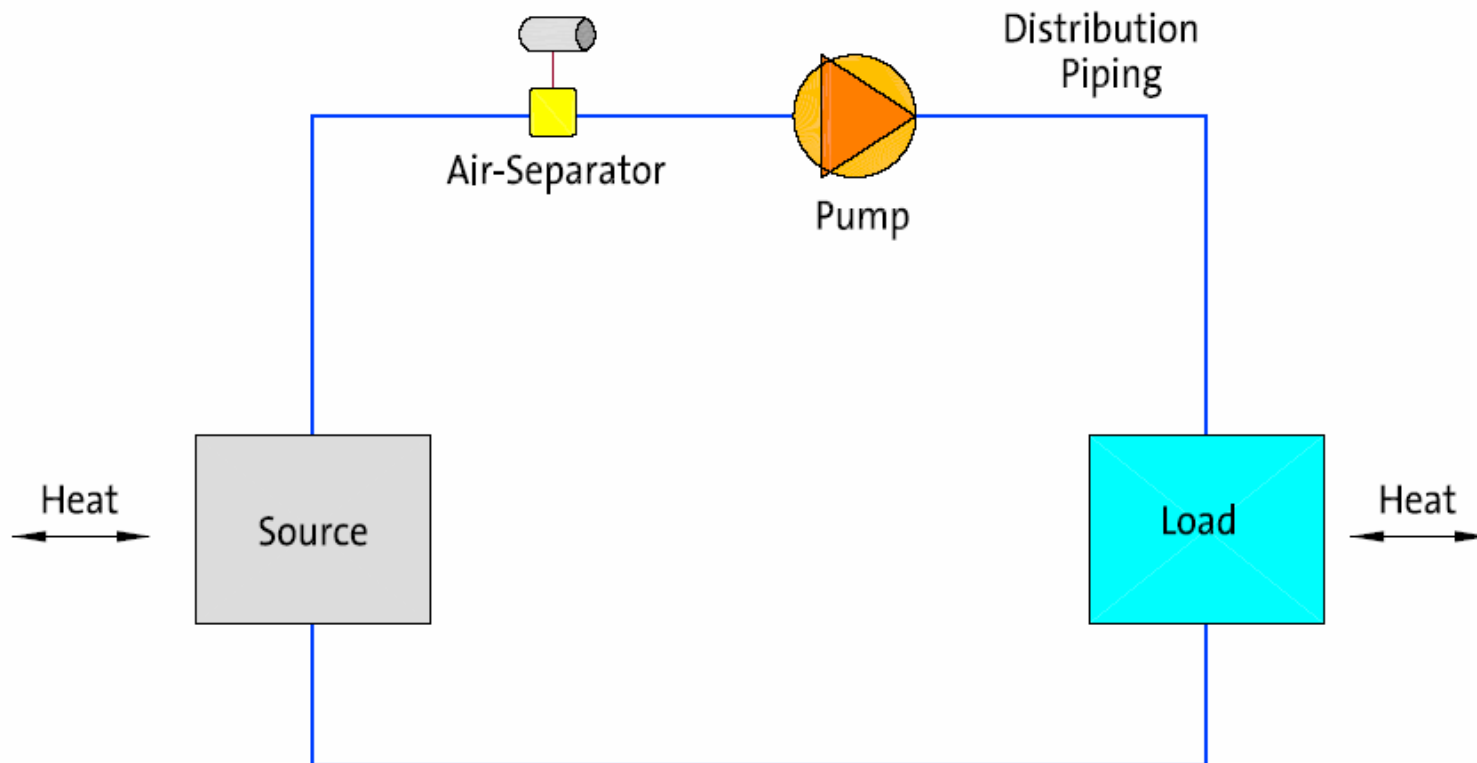 Distribution
Piping
Air-Separator
Pump
Heat
Source
Load
Heat